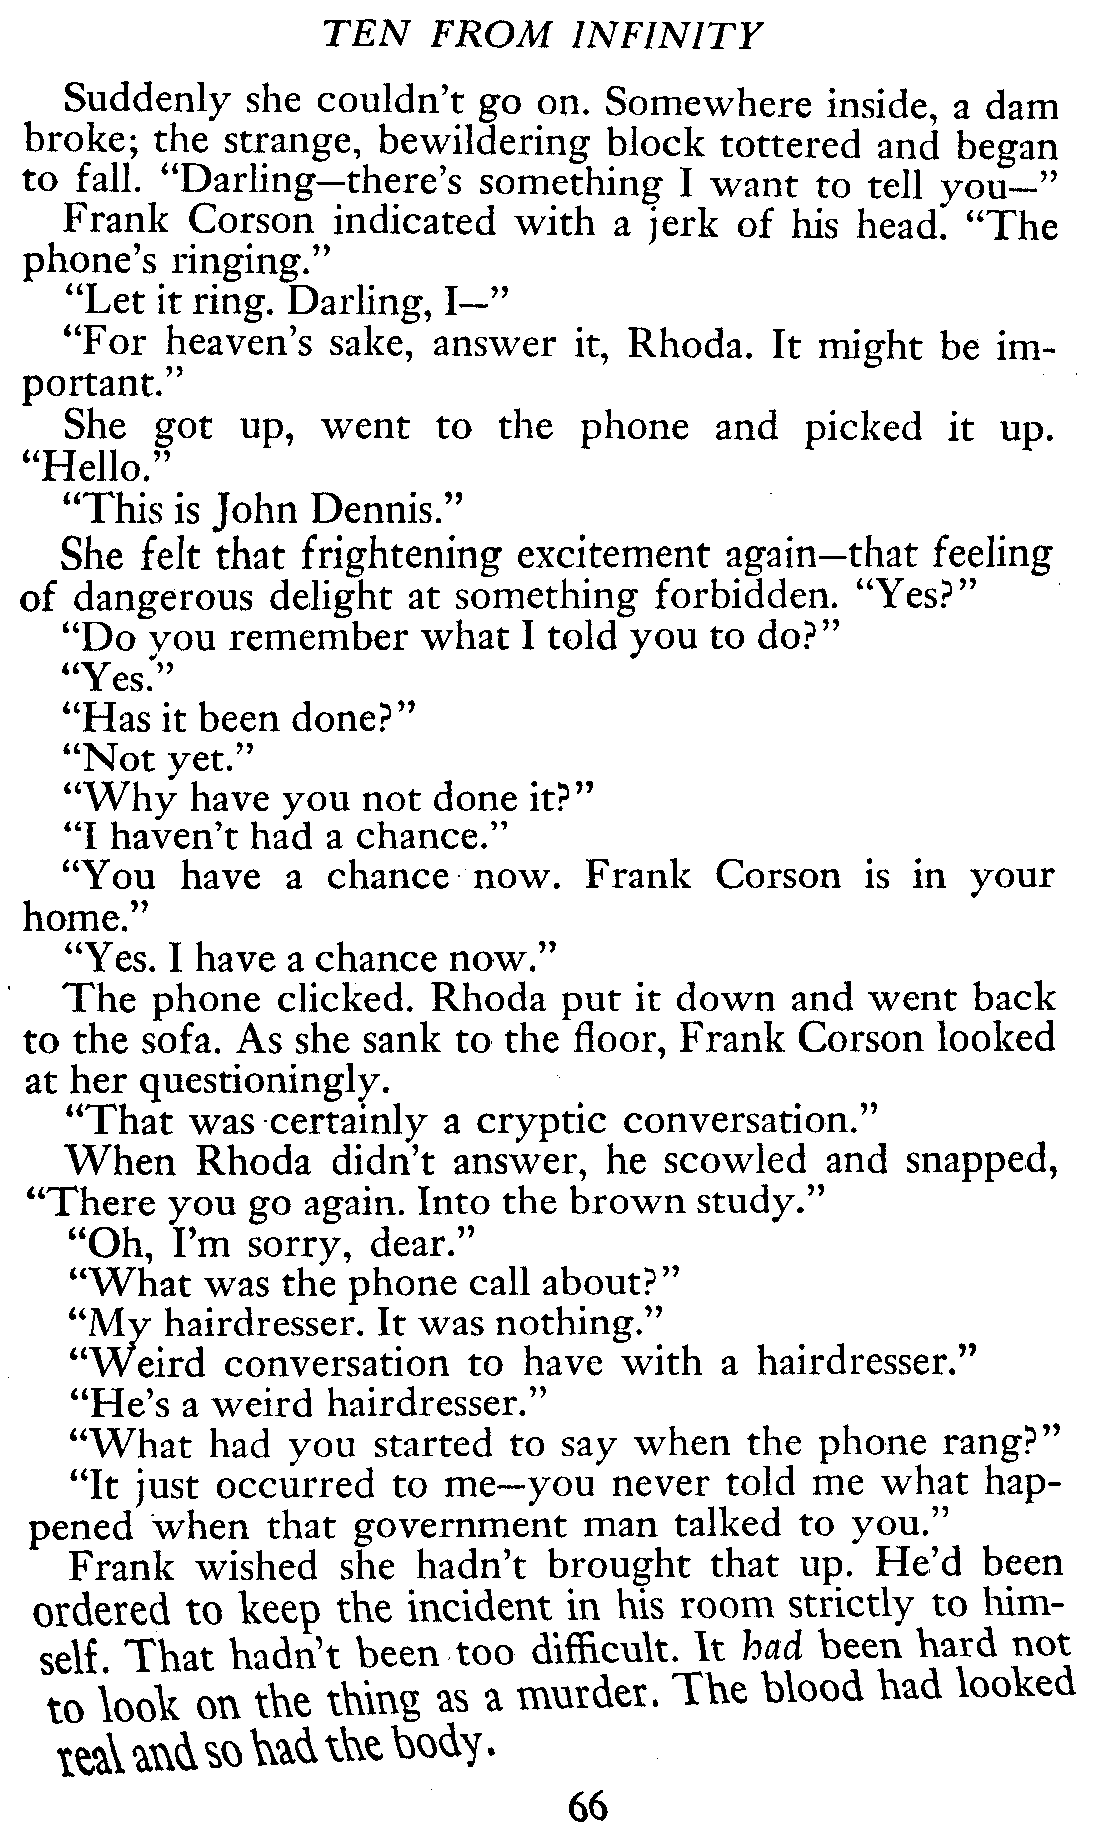 TEN FROM INFINITY
Suddenly she couldn't go on. Somewhere inside, a dam
broke; the strange, bewildering block tottered and began
to fall. “Darling—there's something I want to tell you—”
Frank Corson indicated with a jerk of his head. “The
phone's ringing.”
“Let it ring. Darling, I—”
“For heaven's sake, answer it, Rhoda. It might be im-
portant.”
She got up, went to the phone and picked it up.
“Hello.”
“This is John Dennis.”
She felt that frightening excitement again—that feeling
of dangerous delight at something forbidden. “Yes?”
“Do you remember what I told you to do?”
“Yes.”
“Has it been done?”
“Not yet.”
“Why have you not done it?”
“I haven't had a chance.”
“You have a chance now. Frank Corson is in your
home.”
“Yes. I have a chance now.”
The phone clicked. Rhoda put it down and went back
to the sofa. As she sank to the floor, Frank Corson looked
at her questioningly.
“That was certainly a cryptic conversation.”
When Rhoda didn't answer, he scowled and snapped,
“There you go again. Into the brown study.”
“Oh, I'm sorry, dear.”
“What was the phone call about?”
“My hairdresser. It was nothing.”
“Weird conversation to have with a hairdresser.”
“He's a weird hairdresser.”
“What had you started to say when the phone rang?”
“It just occurred to me—you never told me what hap-
pened when that government man talked to you.”
Frank wished she hadn't brought that up. He'd been
ordered to keep the incident in his room strictly to him-
self. That hadn't been too difficult. It had been hard not
to look on the thing as a murder. The blood had looked
real and so had the body.
66